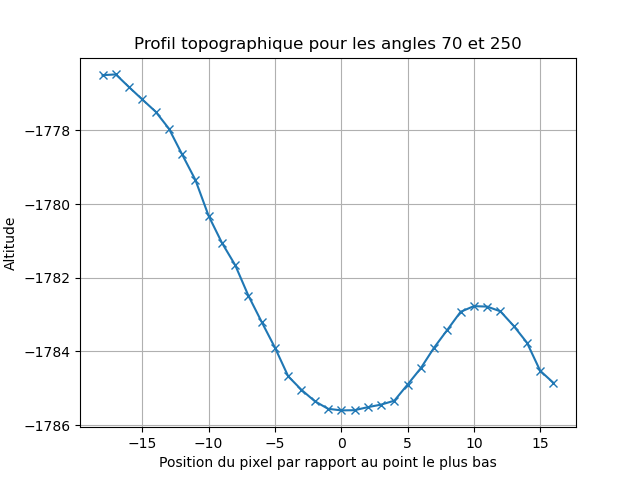 Profil topographique pour les angles 70 et 250
Altitude
−1778
−1780
−1782
−1784
−1786
−15 −10 −5 0 5 10 15
Position du pixel par rapport au point le plus bas